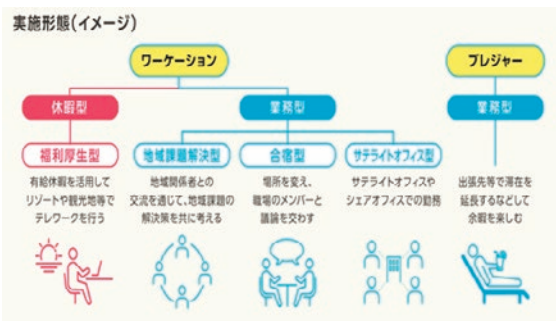 実施形態(イメージ)
ワーケーション
ブレジャー
休暇型
業務型
業務型
福利厚生型
地域課題解決型
合宿型
サテライトオフィス型
有給休暇を活用して
リゾートや観光地等で
テレワークを行う
地域関係者との
交流を通じて、地域課題の
解決策を共に考える
場所を変え、
職場のメンバーと
議論を交わす
サテライトオフィスや
シェアオフィスでの勤務
出張先等で滞在を
延長するなどして
余暇を楽しむ